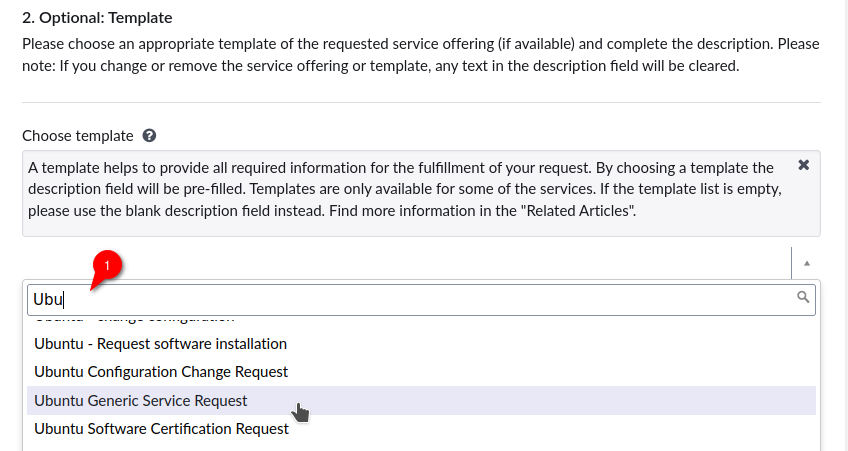 2. Optional: Template
Please choose an appropriate template of the requested service offering (if available) and complete the description. Please
note: If you change or remove the service offering or template, any text in the description field will be cleared.
Choose template
A template helps to provide all required information for the fulfillment of your request. By choosing a template the
description field will be pre-filled. Templates are only available for some of the services. If the template list is empty,
please use the blank description field instead. Find more information in the "Related Articles".
1
Ubu
Ubuntu - change configuration
Ubuntu - Request software installation
Ubuntu Configuration Change Request
Ubuntu Generic Service Request
Ubuntu Software Certification Request